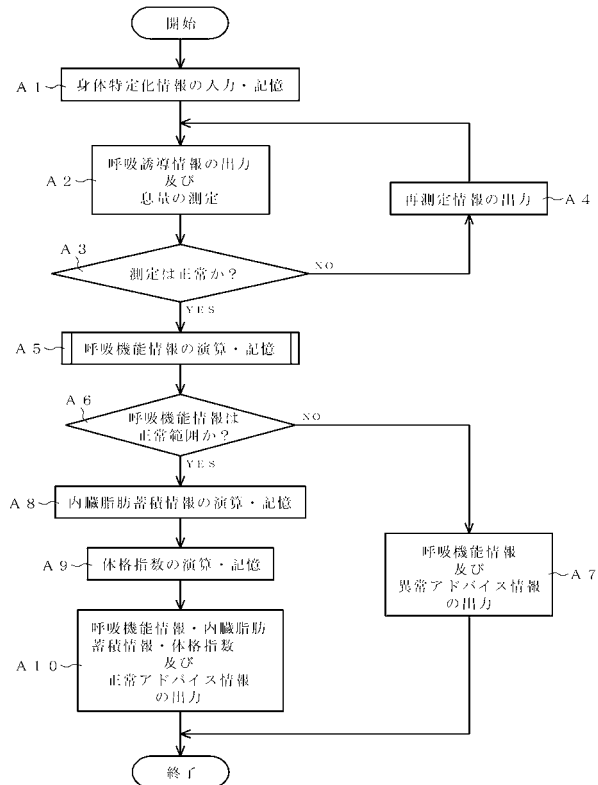 開始
A1
身体特定化情報の入力・記憶
A2
呼吸誘導情報の出力
及び
息量の測定
再測定情報の出力
A4
A3
測定は正常か？
NO
YES
A5
呼吸機能情報の演算・記憶
A6
呼吸機能情報は
正常範囲か？
NO
YES
A8
内臓脂肪蓄積情報の演算・記憶
A9
体格指数の演算・記憶
呼吸機能情報
及び
異常アドバイス情報
の出力
A7
A10
呼吸機能情報・内臓脂肪
蓄積情報・体格指数
及び
正常アドバイス情報
の出力
終了